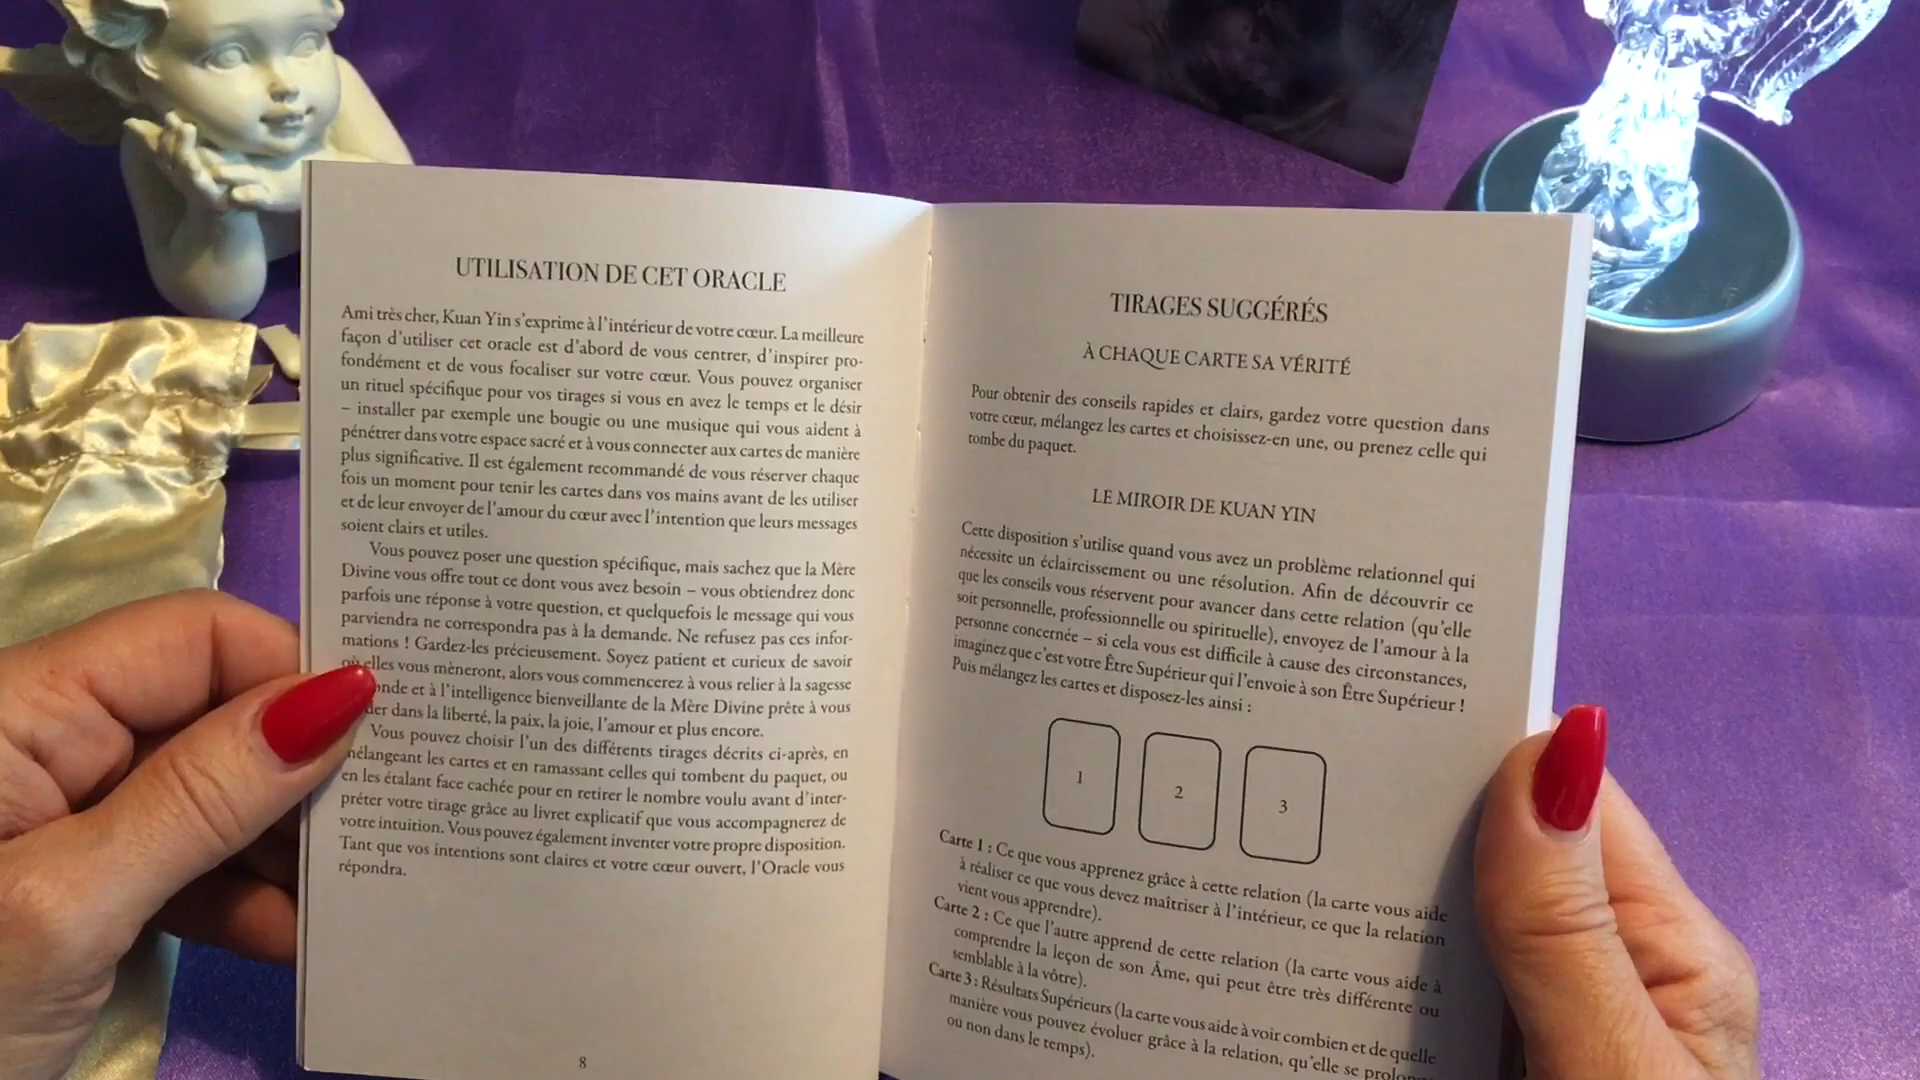 UTILISATION DE CET ORACLE
Ami très cher, Kuan Yin s'exprime à l'intérieur de votre cœur. La meilleure
façon d'utiliser cet oracle est d'abord de vous centrer, d'inspirer pro-
fondément et de vous focaliser sur votre cœur. Vous pouvez organiser
un rituel spécifique pour vos tirages si vous en avez le temps et le désir
– installer par exemple une bougie ou une musique qui vous aident à
pénétrer dans votre espace sacré et à vous connecter aux cartes de manière
plus significative. Il est également recommandé de vous réserver chaque
fois un moment pour tenir les cartes dans vos mains avant de les utiliser
et de leur envoyer de l'amour du cœur avec l'intention que leurs messages
soient clairs et utiles.
Vous pouvez poser une question spécifique, mais sachez que la Mère
Divine vous offre tout ce dont vous avez besoin – vous obtiendrez donc
parfois une réponse à votre question, et quelquefois le message qui vous
parviendra ne correspondra pas à la demande. Ne refusez pas ces infor-
mations ! Gardez-les précieusement. Soyez patient et curieux de savoir
où elles vous mèneront, alors vous commencerez à vous relier à la sagesse
et à l'intelligence bienveillante de la Mère Divine prête à vous
dans la liberté, la paix, la joie, l'amour et plus encore.
Vous pouvez choisir l'un des différents tirages décrits ci-après, en
mélangeant les cartes et en ramassant celles qui tombent du paquet, ou
en les étalant face cachée pour en retirer le nombre voulu avant d'inter-
préter votre tirage grâce au livret explicatif que vous accompagnerez de
votre intuition. Vous pouvez également inventer votre propre disposition.
Tant que vos intentions sont claires et votre cœur ouvert, l'Oracle vous
répondra.
8
TIRAGES SUGGÉRÉS
À CHAQUE CARTE SA VÉRITÉ
Pour obtenir des conseils rapides et clairs, gardez votre question dans
votre cœur, mélangez les cartes et choisissez-en une, ou prenez celle qui
tombe du paquet.
LE MIROIR DE KUAN YIN
Cette disposition s'utilise quand vous avez un problème relationnel qui
nécessite un éclaircissement ou une résolution. Afin de découvrir ce
que les conseils vous réservent pour avancer dans cette relation (qu'elle
soit personnelle, professionnelle ou spirituelle), envoyez de l'amour à la
personne concernée – si cela vous est difficile à cause des circonstances,
imaginez que c'est votre Être Supérieur qui l'envoie à son Être Supérieur !
Puis mélangez les cartes et disposez-les ainsi :
1 2 3
Carte 1 : Ce que vous apprenez grâce à cette relation (la carte vous aide
à réaliser ce que vous devez maîtriser à l'intérieur, ce que la relation
vient vous apprendre).
Carte 2 : Ce que l'autre apprend de cette relation (la carte vous aide à
comprendre la leçon de son Âme, qui peut être très différente ou
semblable à la vôtre).
Carte 3 : Résultats Supérieurs (la carte vous aide à voir combien et de quelle
manière vous pouvez évoluer grâce à la relation, qu'elle se
ou non dans le temps).